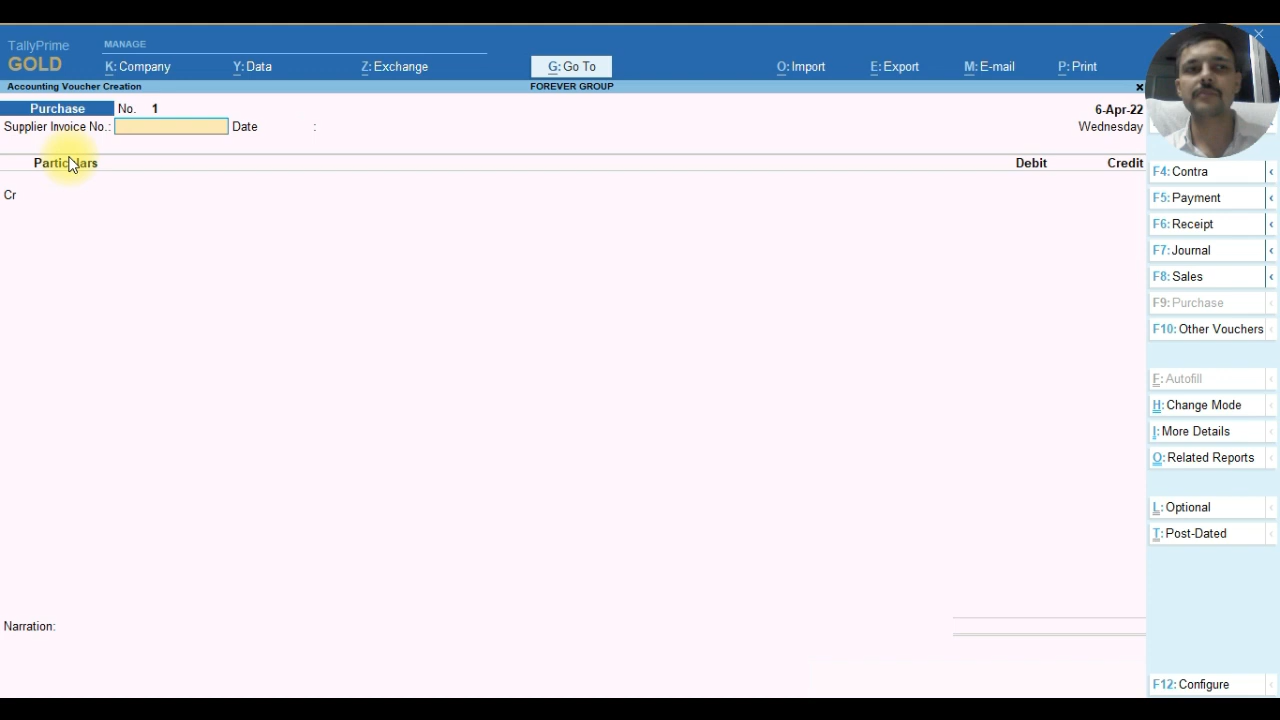 TallyPrime
GOLD
MANAGE
K: Company
Y: Data
Z: Exchange
G: Go To
O: Import
E: Export
M: E-mail
P: Print
Accounting Voucher Creation
FOREVER GROUP
Purchase No. 1
6-Apr-22
Supplier Invoice No.: Date :
Wednesday
Particulars Debit Credit
Cr
Narration:
F4: Contra
F5: Payment
F6: Receipt
F7: Journal
F8: Sales
F9: Purchase
F10: Other Vouchers
F: Autofill
H: Change Mode
I: More Details
O: Related Reports
L: Optional
T: Post-Dated
F12: Configure